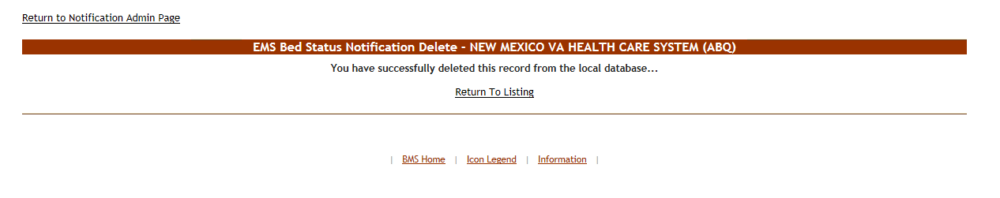 Return to Notification Admin Page
EMS Bed Status Notification Delete - NEW MEXICO VA HEALTH CARE SYSTEM (ABQ)
You have successfully deleted this record from the local database...
Return To Listing
| BMS Home | Icon Legend | Information |